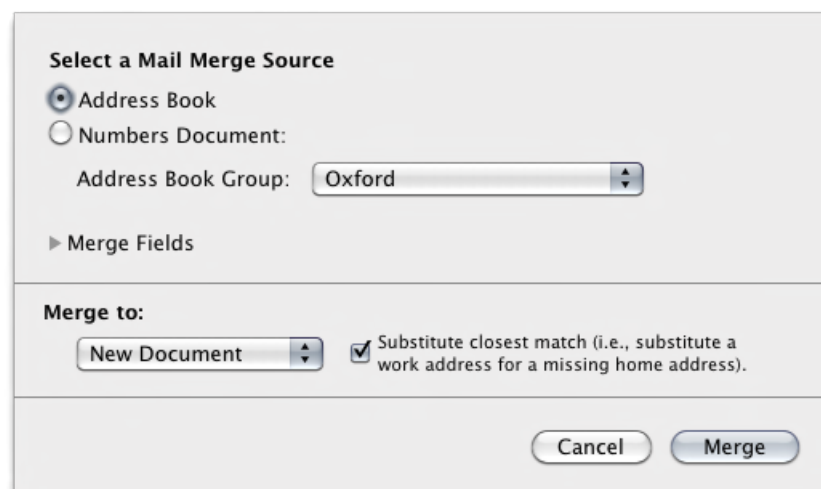 Select a Mail Merge Source
Address Book
Numbers Document:
Address Book Group: Oxford
Merge Fields
Merge to:
New Document
Substitute closest match (i.e., substitute a
work address for a missing home address).
Cancel Merge